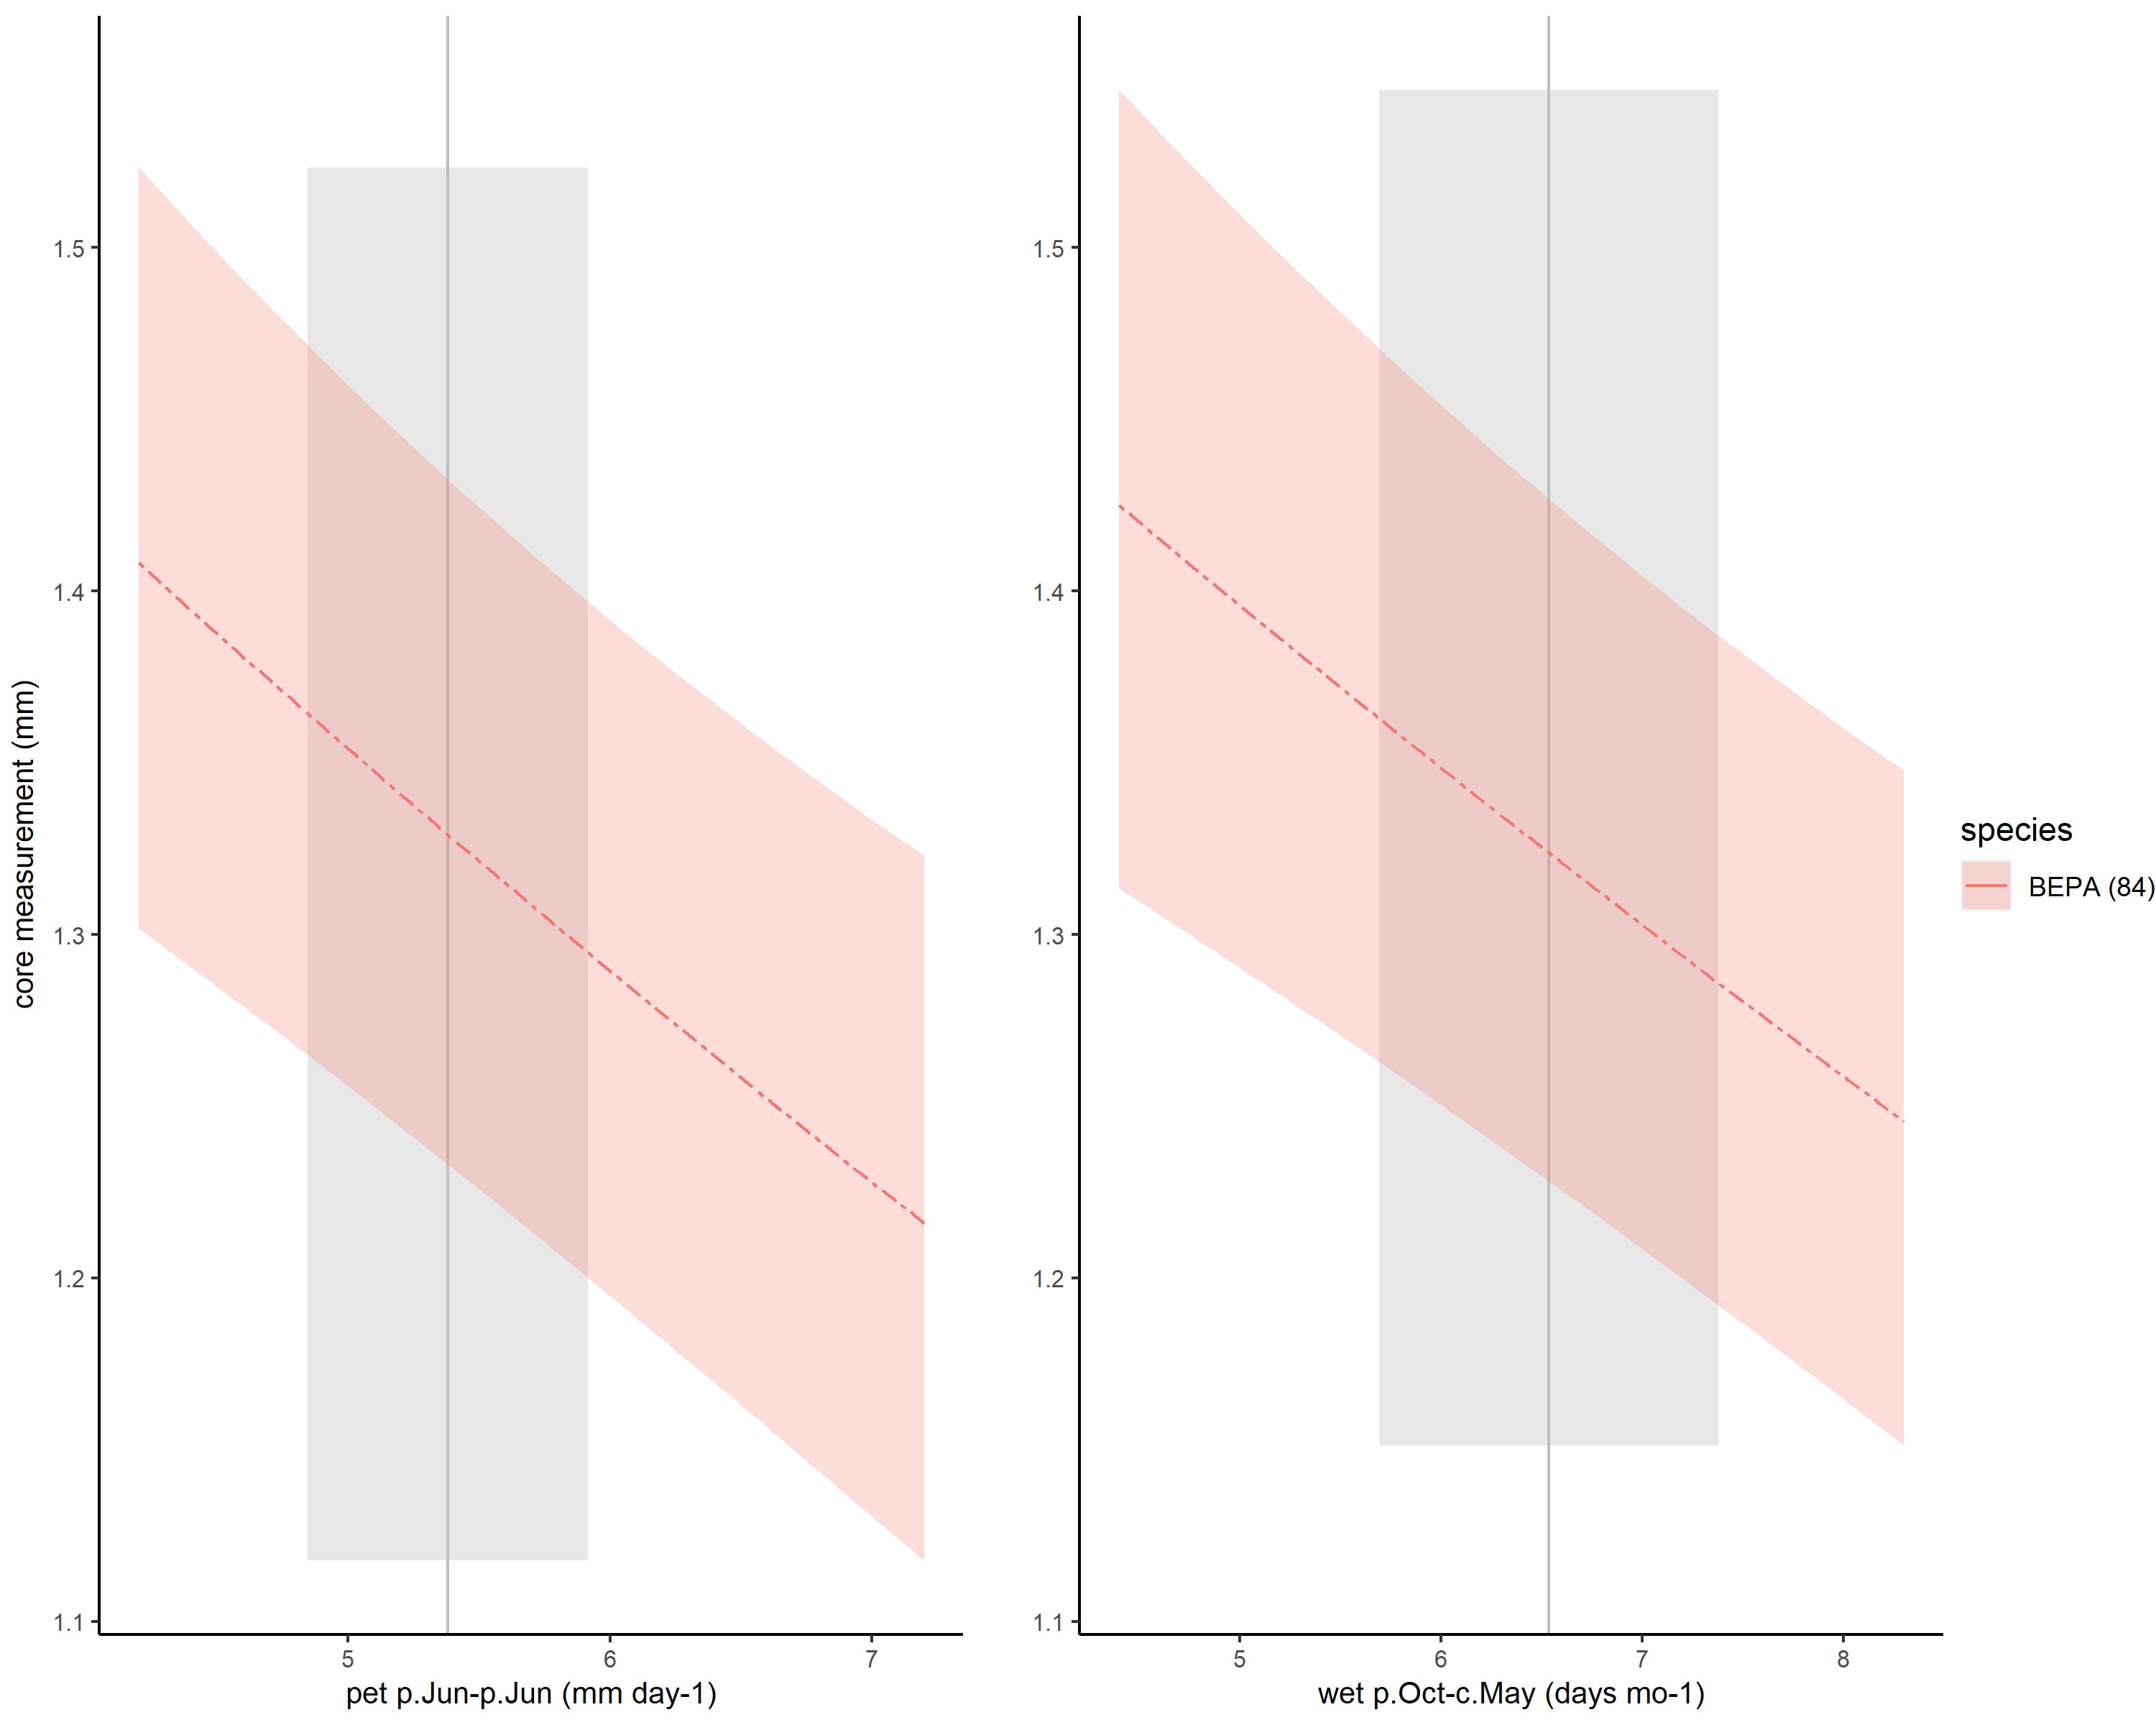 core measurement (mm)
1.5
1.4
1.3
1.2
1.1
5 6 7
pet p.Jun-p.Jun (mm day-1)
1.5
1.4
1.3
1.2
1.1
5 6 7 8
wet p.Oct-c.May (days mo-1)
species
BEPA (84)